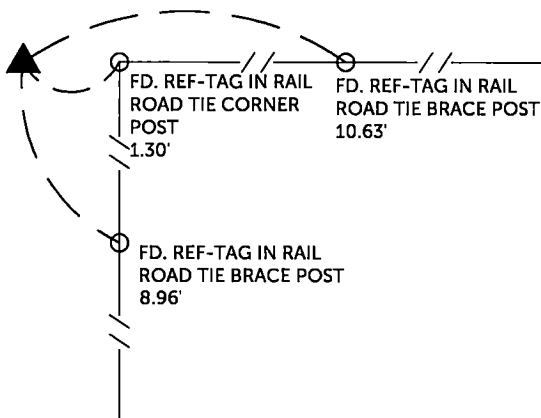 FD. REF-TAG IN RAIL
ROAD TIE CORNER
POST
1.30'
FD. REF-TAG IN RAIL
ROAD TIE BRACE POST
10.63'
FD. REF-TAG IN RAIL
ROAD TIE BRACE POST
8.96'